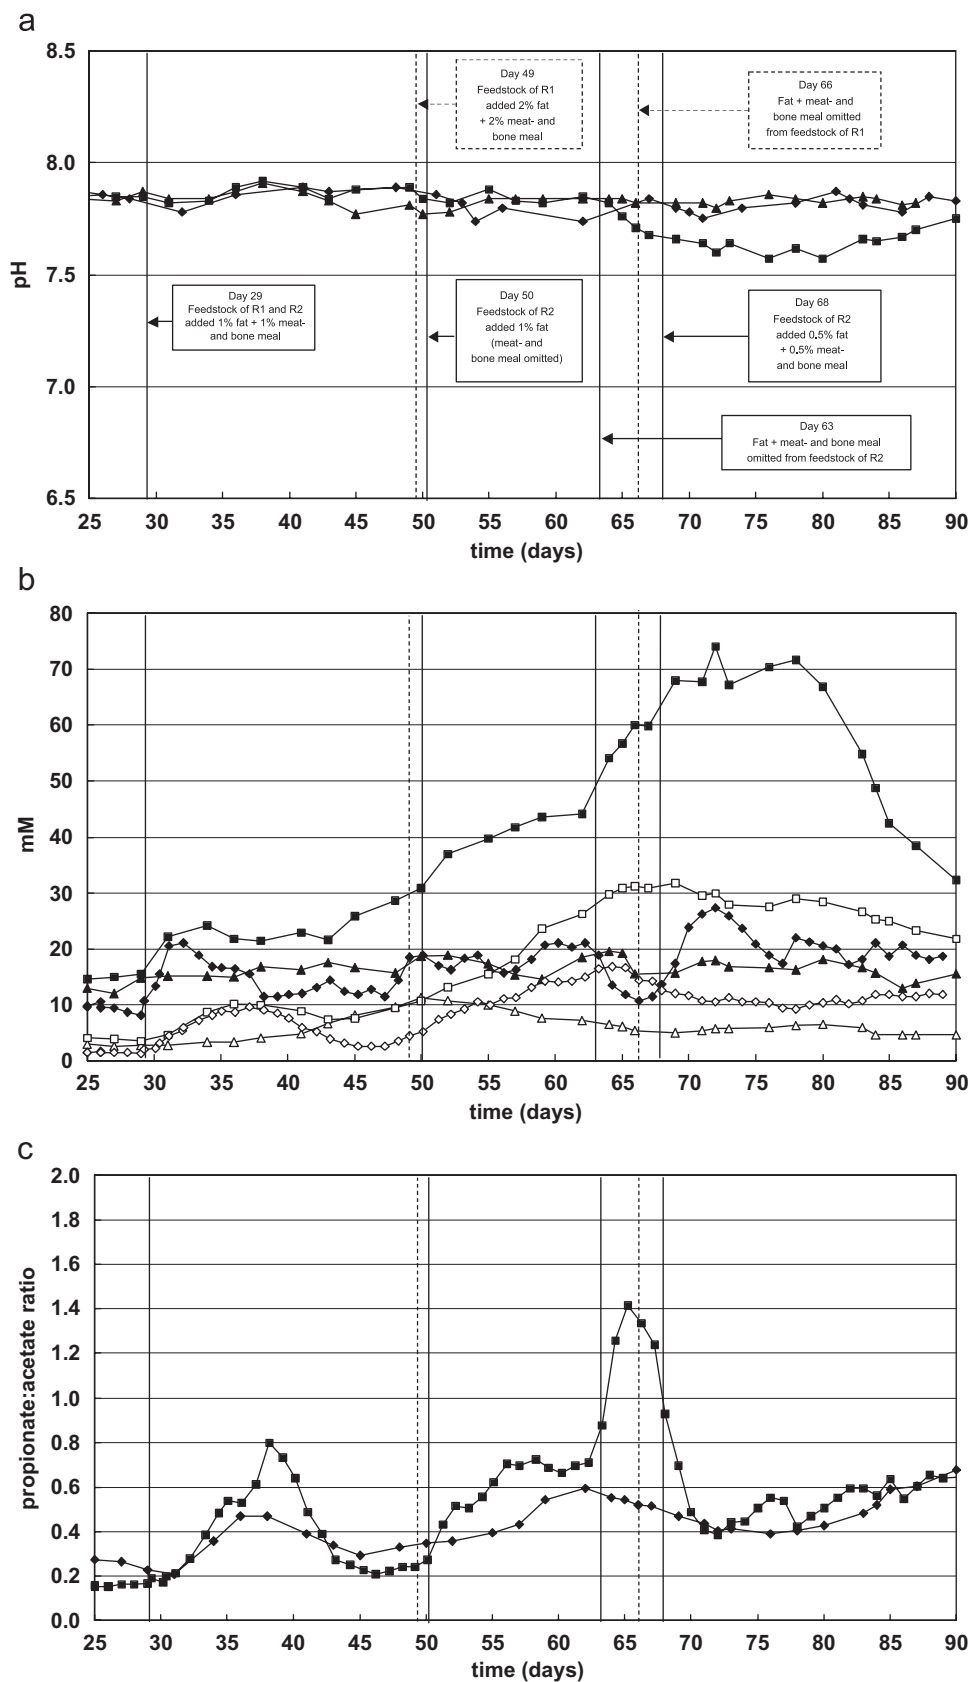 a
8.5
8.0
7.5
7.0
6.5
pH
Day 49
Feedstock of R1
added 2% fat
+ 2% meat- and
bone meal
Day 66
Fat + meat- and
bone meal omitted
from feedstock of R1
Day 29
Feedstock of R1 and R2
added 1% fat + 1% meat-
and bone meal
Day 50
Feedstock of R2
added 1% fat
(meat- and
bone meal omitted)
Day 68
Feedstock of R2
added 0.5% fat
+ 0.5% meat-
and bone meal
Day 63
Fat + meat- and bone meal
omitted from feedstock of R2
25 30 35 40 45 50 55 60 65 70 75 80 85 90
time (days)
b
80
70
60
50
40
30
20
10
0
mM
25 30 35 40 45 50 55 60 65 70 75 80 85 90
time (days)
c
2.0
1.8
1.6
1.4
1.2
1.0
0.8
0.6
0.4
0.2
0.0
propionate:acetate ratio
25 30 35 40 45 50 55 60 65 70 75 80 85 90
time (days)